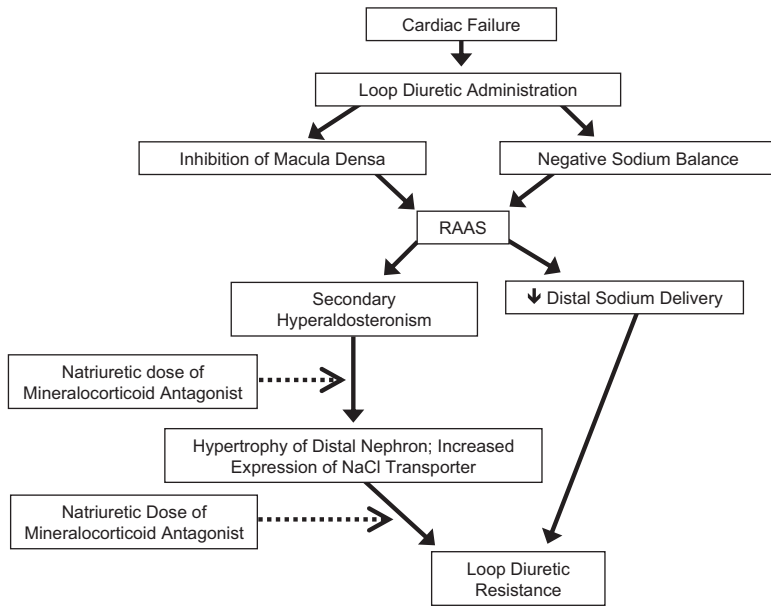 Cardiac Failure
Loop Diuretic Administration
Inhibition of Macula Densa
Negative Sodium Balance
RAAS
Secondary
Hyperaldosteronism
Distal Sodium Delivery
Natriuretic dose of
Mineralocorticoid Antagonist
Hypertrophy of Distal Nephron; Increased
Expression of NaCl Transporter
Natriuretic Dose of
Mineralocorticoid Antagonist
Loop Diuretic
Resistance